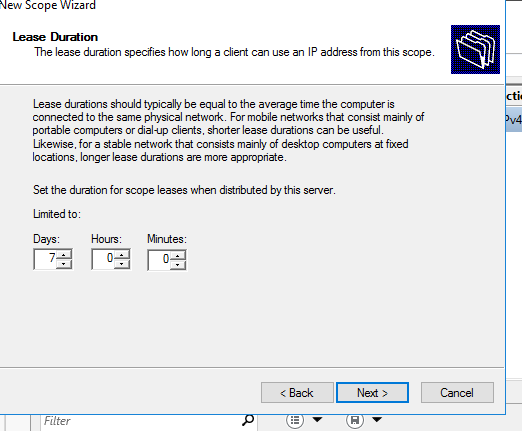 New Scope Wizard
Lease Duration
The lease duration specifies how long a client can use an IP address from this scope.
Lease durations should typically be equal to the average time the computer is
connected to the same physical network. For mobile networks that consist mainly of
portable computers or dial-up clients, shorter lease durations can be useful.
Likewise, for a stable network that consists mainly of desktop computers at fixed
locations, longer lease durations are more appropriate.
Set the duration for scope leases when distributed by this server.
Limited to:
Days: Hours: Minutes:
7 0 0
< Back Next > Cancel
Filter
cti
Pv4